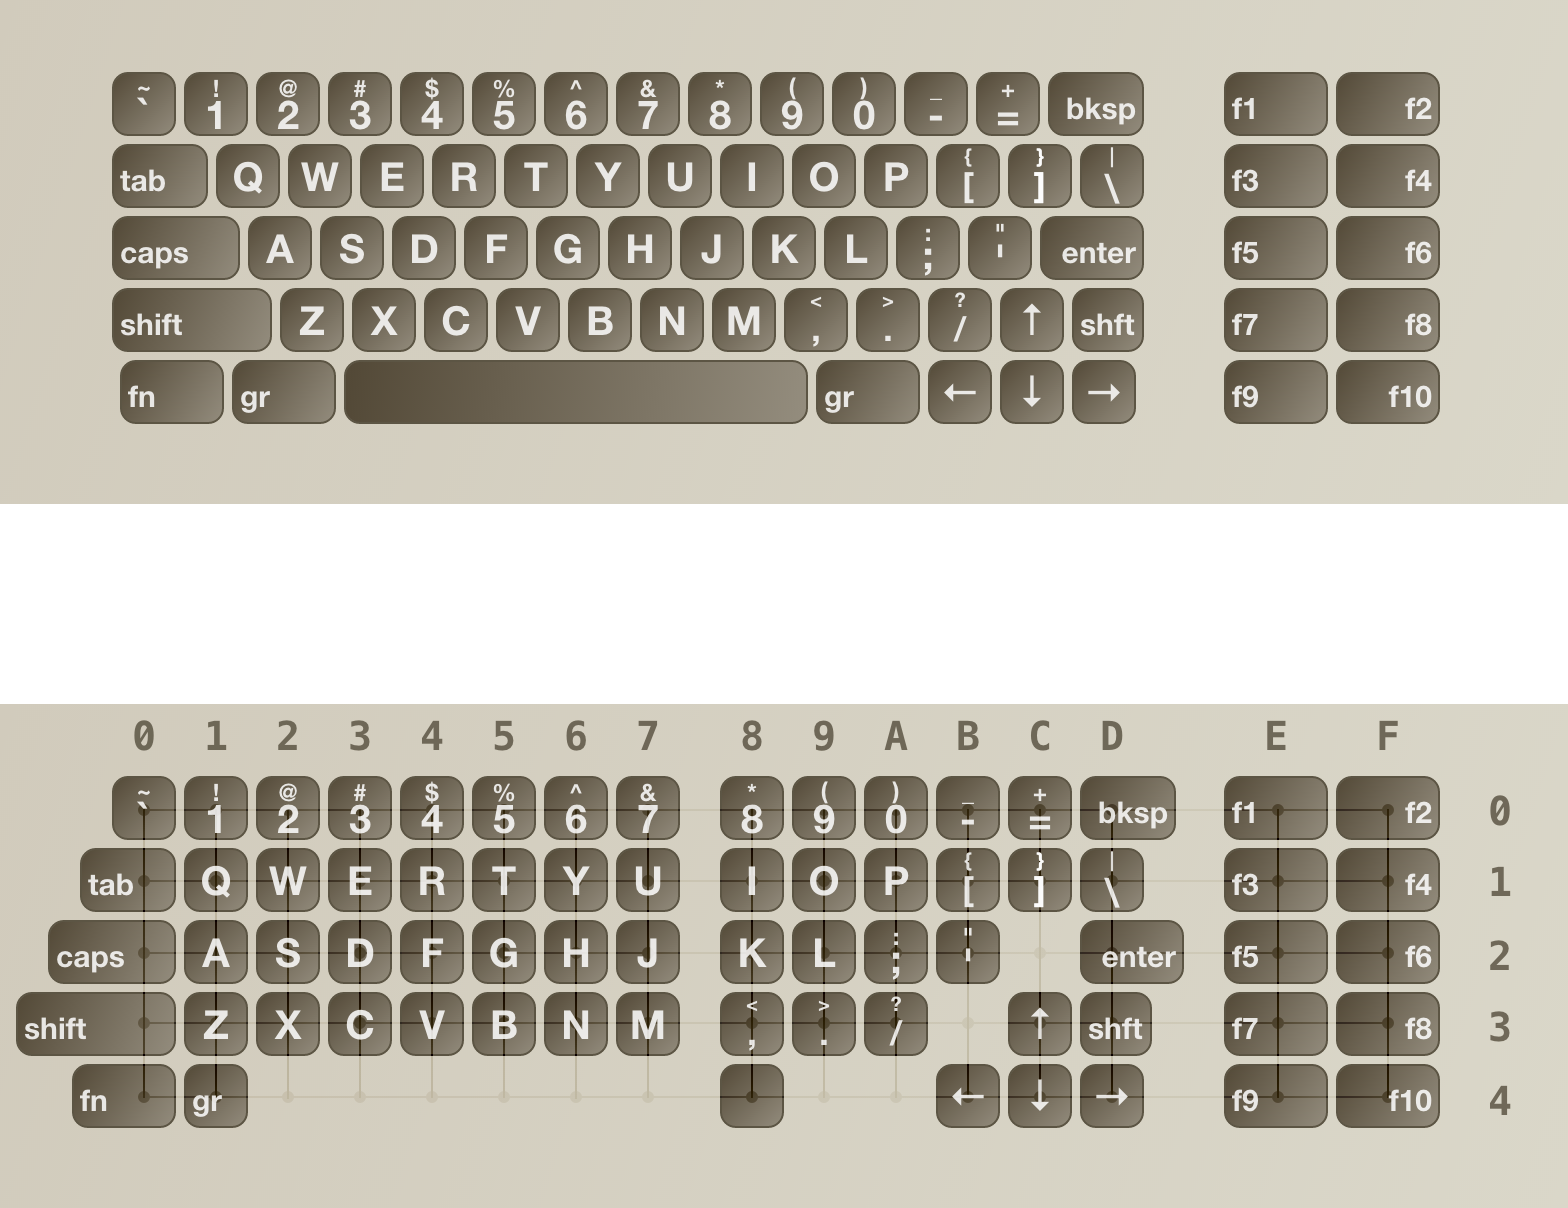 ~ ! @ # $ % ^ & * ( ) _ +
` 1 2 3 4 5 6 7 8 9 0 - = bksp f1 f2
tab Q W E R T Y U I O P { [ } ] | \ f3 f4
caps A S D F G H J K L : ; " ' enter f5 f6
shift Z X C V B N M < , > . ? / ↑ shft f7 f8
fn gr gr ← ↓ → f9 f10
0 1 2 3 4 5 6 7 8 9 A B C D E F
~ ! @ # $ % ^ & * ( ) _ +
` 1 2 3 4 5 6 7 8 9 0 - = bksp f1 f2 0
tab Q W E R T Y U I O P { [ } ] | \ f3 f4 1
caps A S D F G H J K L : ; " ' enter f5 f6 2
shift Z X C V B N M < , > . ? / ↑ shft f7 f8 3
fn gr ← ↓ → f9 f10 4